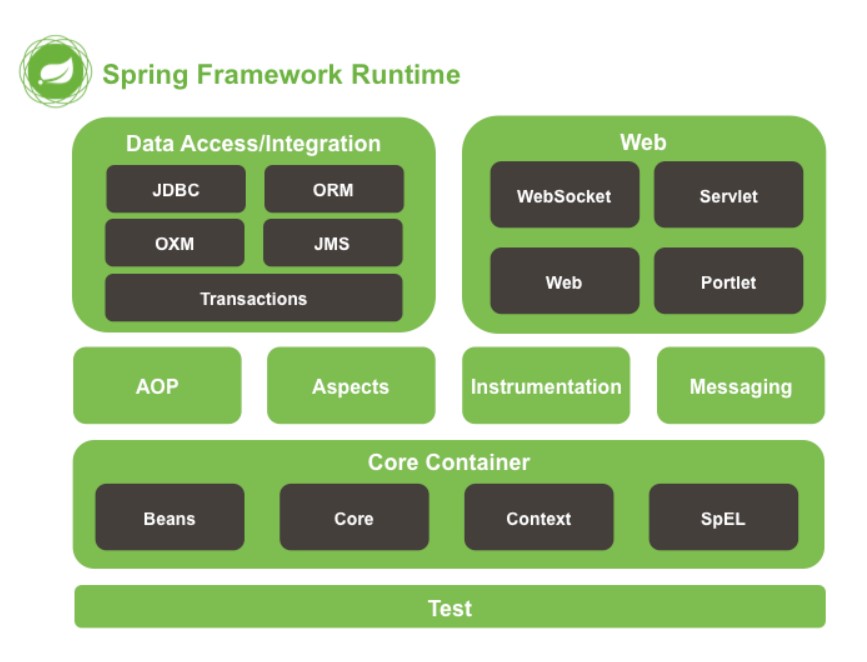 Spring Framework Runtime
Data Access/Integration
JDBC
ORM
OXM
JMS
Transactions
Web
WebSocket
Servlet
Web
Portlet
AOP
Aspects
Instrumentation
Messaging
Core Container
Beans
Core
Context
SpEL
Test